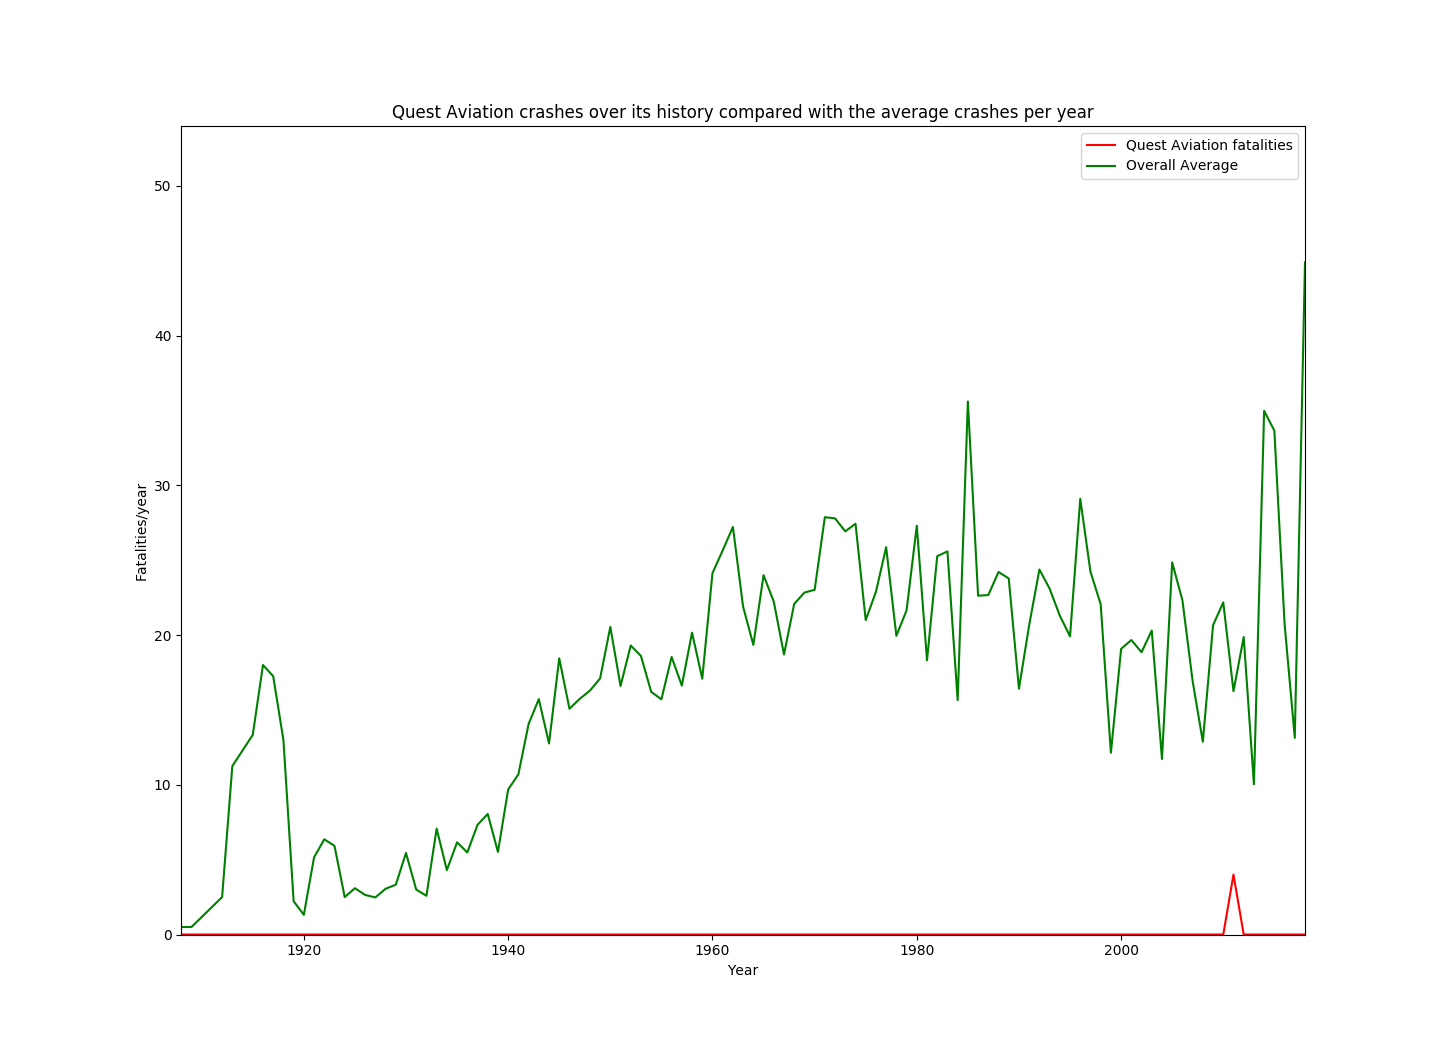 Quest Aviation crashes over its history compared with the average crashes per year
Quest Aviation fatalities
Overall Average
50
40
30
20
10
0
Fatalities/year
1920
1940
1960
1980
2000
Year